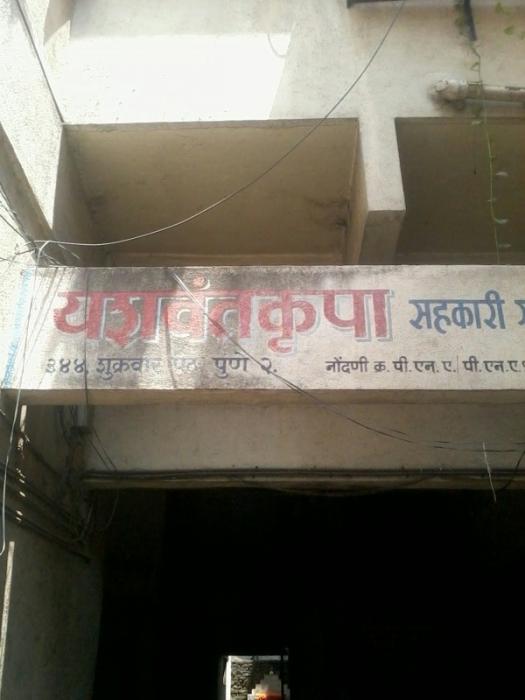 यशवंतकृपा सहकारी
३४४, शुक्रवार पेठ, पुणे २. नोंदणी क्र. पी. एन. ए. पी. एन. ए.